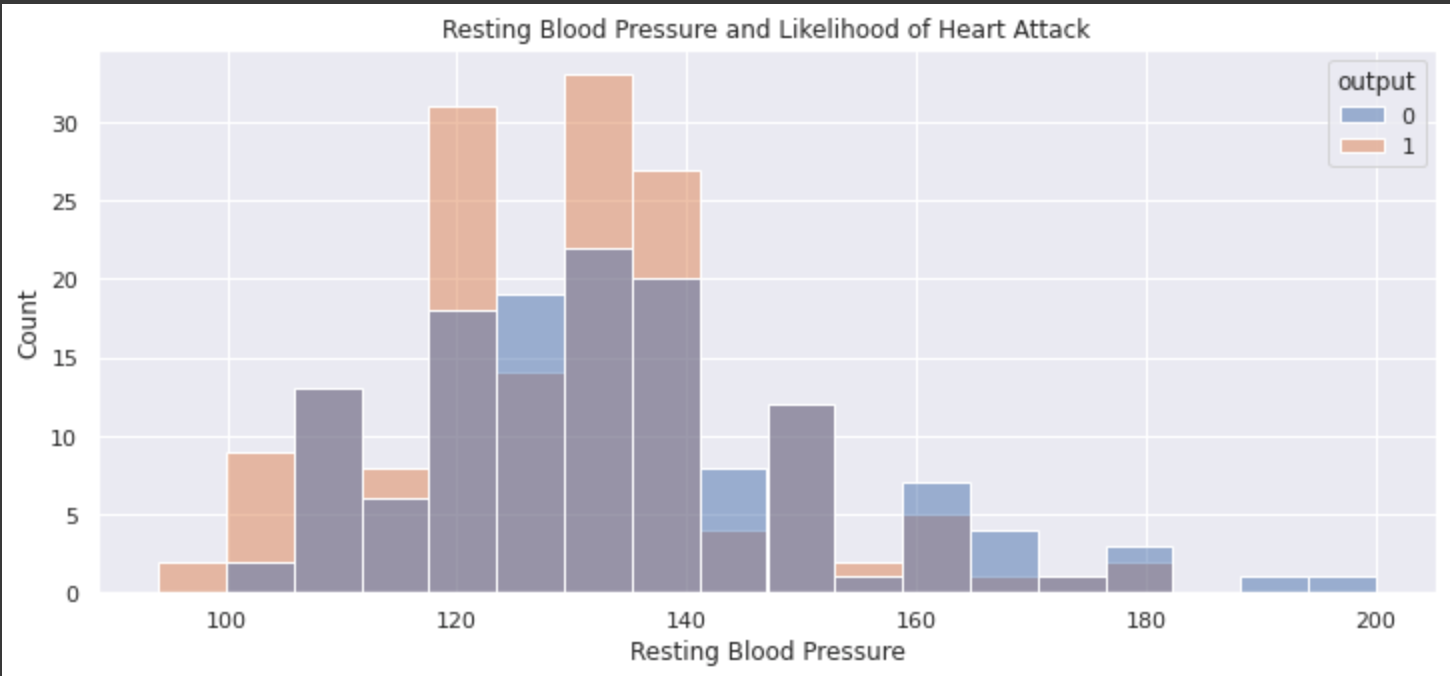 Resting Blood Pressure and Likelihood of Heart Attack
output
0
1
30
25
20
15
10
5
0
Count
100 120 140 160 180 200
Resting Blood Pressure